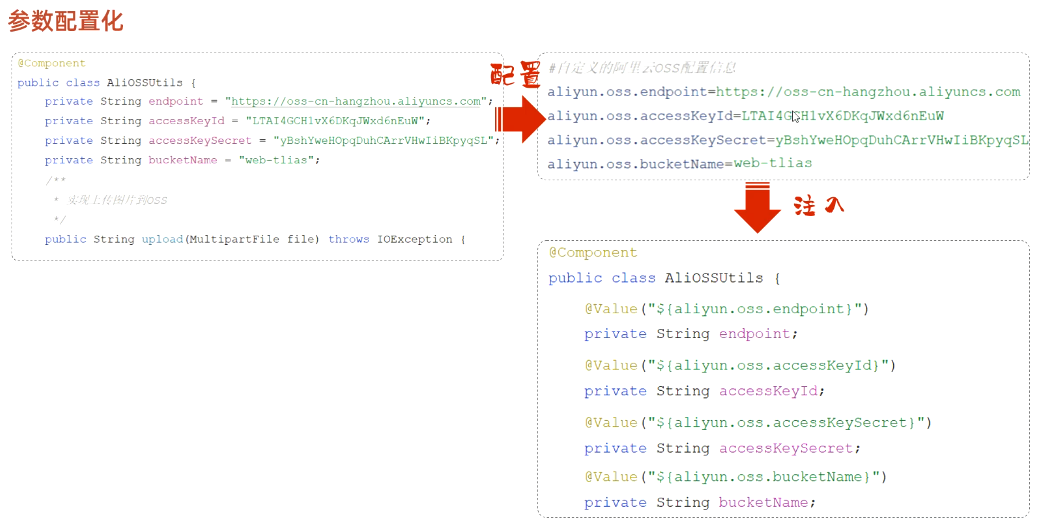 参数配置化
@Component
public class AliOSSUtils {
private String endpoint = "https://oss-cn-hangzhou.aliyuncs.com";
private String accessKeyId = "LTAI4GCH1vX6DKqJWxd6nEuW";
private String accessKeySecret = "yBshYweHOpqDuhCArrVHwIiBKpyqSL";
private String bucketName = "web-tlias";
/**
* 实现上传图片到OSS
*/
public String upload(MultipartFile file) throws IOException {
配置
#自定义的阿里云OSS配置信息
aliyun.oss.endpoint=https://oss-cn-hangzhou.aliyuncs.com
aliyun.oss.accessKeyId=LTAI4GCH1vX6DKqJWxd6nEuW
aliyun.oss.accessKeySecret=yBshYweHOpqDuhCArrVHwIiBKpyqSL
aliyun.oss.bucketName=web-tlias
注入
@Component
public class AliOSSUtils {
@Value("${aliyun.oss.endpoint}")
private String endpoint;
@Value("${aliyun.oss.accessKeyId}")
private String accessKeyId;
@Value("${aliyun.oss.accessKeySecret}")
private String accessKeySecret;
@Value("${aliyun.oss.bucketName}")
private String bucketName;